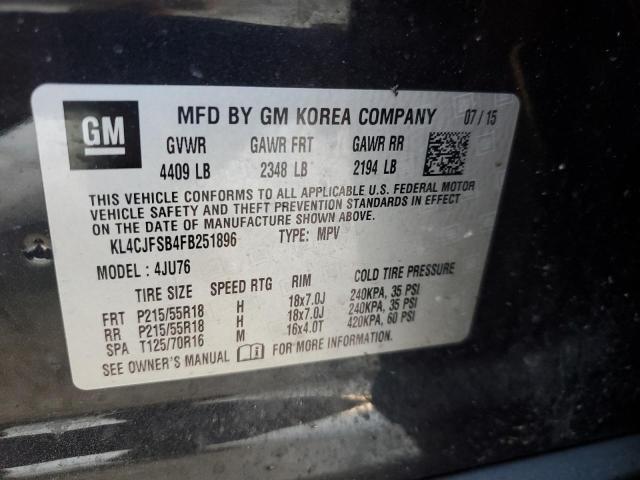 GM MFD BY GM KOREA COMPANY 07/15
GVWR GAWR FRT GAWR RR
4409 LB 2348 LB 2194 LB
THIS VEHICLE CONFORMS TO ALL APPLICABLE U.S. FEDERAL MOTOR
VEHICLE SAFETY AND THEFT PREVENTION STANDARDS IN EFFECT
ON THE DATE OF MANUFACTURE SHOWN ABOVE.
KL4CJFSB4FB251896 TYPE: MPV
MODEL: 4JU76
TIRE SIZE SPEED RTG RIM COLD TIRE PRESSURE
FRT P215/55R18 H 18x7.0J 240KPA, 35 PSI
RR P215/55R18 H 18x7.0J 240KPA, 35 PSI
SPA T125/70R16 M 16x4.0T 420KPA, 60 PSI
SEE OWNER'S MANUAL FOR MORE INFORMATION.